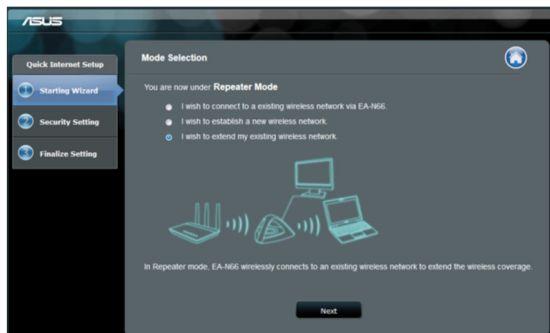 ASUS
Quick Internet Setup
1 Starting Wizard
2 Security Setting
3 Finalize Setting
Mode Selection
You are now under Repeater Mode
I wish to connect to a existing wireless network via EA-N66.
I wish to establish a new wireless network.
I wish to extend my existing wireless network.
In Repeater mode, EA-N66 wirelessly connects to an existing wireless network to extend the wireless coverage.
Next